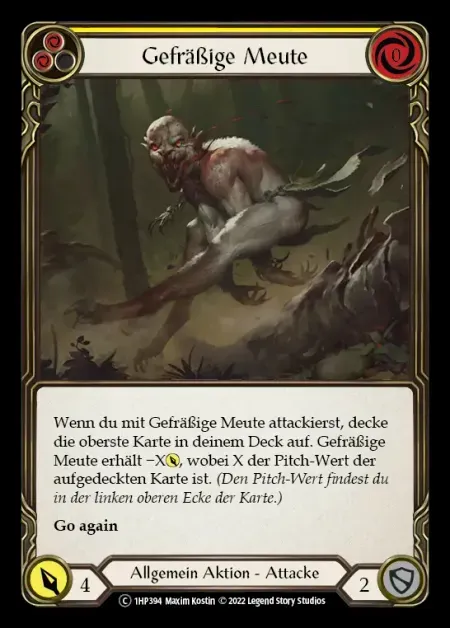 Gefräßige Meute
0
Wenn du mit Gefräßige Meute attackierst, decke
die oberste Karte in deinem Deck auf. Gefräßige
Meute erhält −X, wobei X der Pitch-Wert der
aufgedeckten Karte ist. (Den Pitch-Wert findest du
in der linken oberen Ecke der Karte.)
Go again
4
Allgemein Aktion - Attacke
2
C 1HP394 Maxim Kostin © 2022 Legend Story Studios